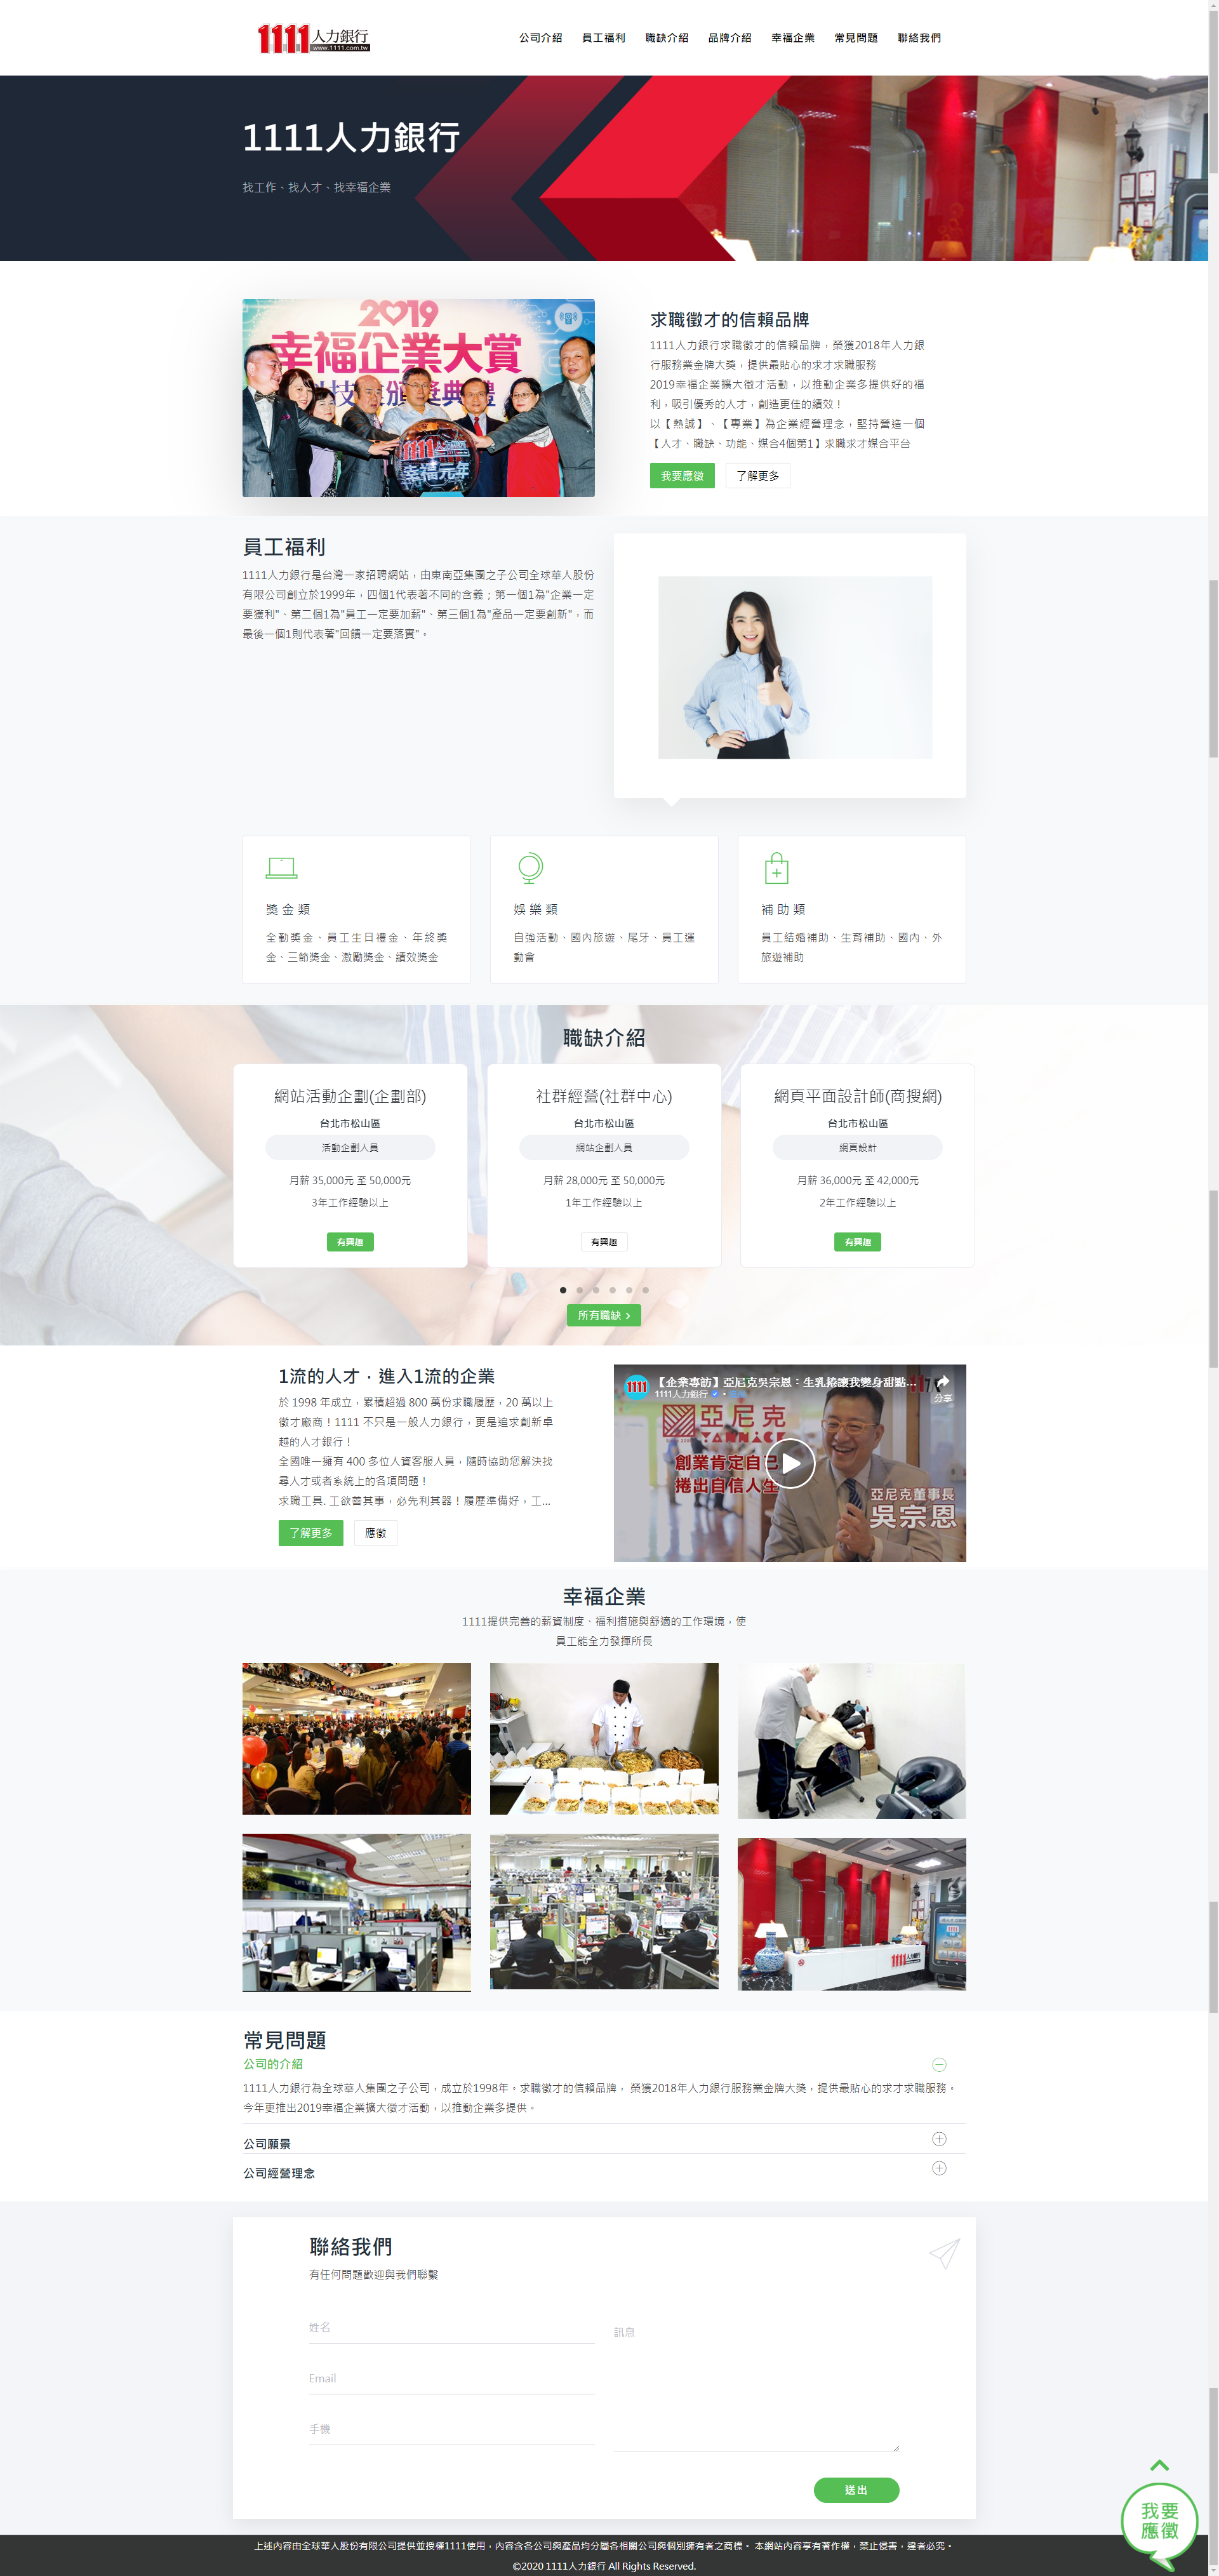 1111人力銀行
www.1111.com.tw
公司介紹 員工福利 職缺介紹 品牌介紹 幸福企業 常見問題 聯絡我們
1111人力銀行
找工作、找人才、找幸福企業
2019
幸福企業大賞
頒獎典禮
1111人力銀行
幸福元年
求職徵才的信賴品牌
1111人力銀行求職徵才的信賴品牌，榮獲2018年人力銀
行服務業金牌大獎，提供最貼心的求才求職服務
2019幸福企業擴大徵才活動，以推動企業多提供好的福
利，吸引優秀的人才，創造更佳的績效！
以【熱誠】、【專業】為企業經營理念，堅持營造一個
【人才、職缺、功能、媒合4個第1】求職求才媒合平台
我要應徵 了解更多
員工福利
1111人力銀行是台灣一家招聘網站，由東南亞集團之子公司全球華人股份
有限公司創立於1999年，四個1代表著不同的含義；第一個1為"企業一定
要獲利"、第二個1為"員工一定要加薪"、第三個1為"產品一定要創新"，而
最後一個1則代表著"回饋一定要落實"。
獎金類
全勤獎金、員工生日禮金、年終獎
金、三節獎金、激勵獎金、績效獎金
娛樂類
自強活動、國內旅遊、尾牙、員工運
動會
補助類
員工結婚補助、生育補助、國內、外
旅遊補助
職缺介紹
網站活動企劃(企劃部)
台北市松山區
活動企劃人員
月薪 35,000元 至 50,000元
3年工作經驗以上
有興趣
社群經營(社群中心)
台北市松山區
網站企劃人員
月薪 28,000元 至 50,000元
1年工作經驗以上
有興趣
網頁平面設計師(商搜網)
台北市松山區
網頁設計
月薪 36,000元 至 42,000元
2年工作經驗以上
有興趣
所有職缺 ›
1流的人才，進入1流的企業
於 1998 年成立，累積超過 800 萬份求職履歷，20 萬以上
徵才廠商！1111 不只是一般人力銀行，更是追求創新卓
越的人才銀行！
全國唯一擁有 400 多位人資客服人員，隨時協助您解決找
尋人才或者系統上的各項問題！
求職工具. 工欲善其事，必先利其器！履歷準備好，工...
了解更多 應徵
1111
【企業專訪】亞尼克吳宗恩：生乳捲讓我變身甜點...
1111人力銀行
分享
亞尼克
YANNICK
創業肯定自己
捲出自信人生
亞尼克董事長
吳宗恩
幸福企業
1111提供完善的薪資制度、福利措施與舒適的工作環境，使
員工能全力發揮所長
1111人力銀行
常見問題
公司的介紹
1111人力銀行為全球華人集團之子公司，成立於1998年。求職徵才的信賴品牌， 榮獲2018年人力銀行服務業金牌大獎，提供最貼心的求才求職服務。
今年更推出2019幸福企業擴大徵才活動，以推動企業多提供。
公司願景
公司經營理念
聯絡我們
有任何問題歡迎與我們聯繫
姓名
訊息
Email
手機
送出
我要
應徵
上述內容由全球華人股份有限公司提供並授權1111使用，內容含各公司與產品均分屬各相關公司與個別擁有者之商標。 本網站內容享有著作權，禁止侵害，違者必究。
©2020 1111人力銀行 All Rights Reserved.